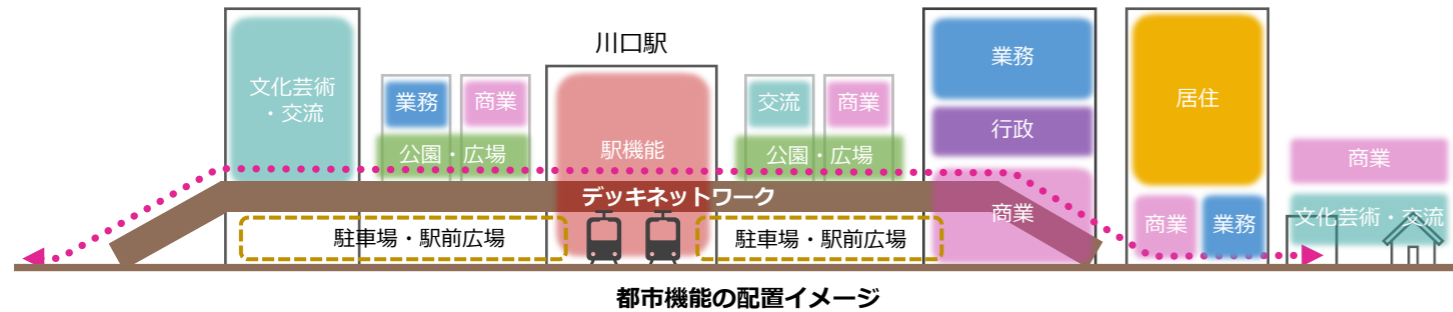 川口駅
文化芸術
・交流
業務
商業
公園・広場
駅機能
交流
商業
公園・広場
業務
行政
商業
居住
商業
業務
商業
文化芸術・交流
デッキネットワーク
駐車場・駅前広場
駐車場・駅前広場
都市機能の配置イメージ